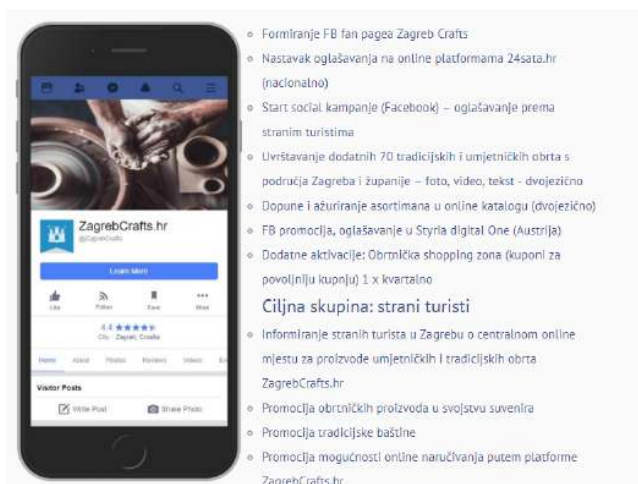 ZagrebCrafts.hr
@ZagrebCrafts
Learn More
Like
Follow
Save
More
4.4
City · Zagreb, Croatia
Home
About
Photos
Reviews
Videos
Visitor Posts
Write Post
Share Photo
Formiranje FB fan pagea Zagreb Crafts
Nastavak oglašavanja na online platformama 24sata.hr
(nacionalno)
Start social kampanje (Facebook) – oglašavanje prema
stranim turistima
Uvrštavanje dodatnih 70 tradicijskih i umjetničkih obrta s
područja Zagreba i županije – foto, video, tekst - dvojezično
Dopune i ažuriranje asortimana u online katalogu (dvojezično)
FB promocija, oglašavanje u Styria digital One (Austrija)
Dodatne aktivacije: Obrtnička shopping zona (kuponi za
povoljniju kupnju) 1 x kvartalno
Ciljna skupina: strani turisti
Informiranje stranih turista u Zagrebu o centralnom online
mjestu za proizvode umjetničkih i tradicijskih obrta
ZagrebCrafts.hr
Promocija obrtničkih proizvoda u svojstvu suvenira
Promocija tradicijske baštine
Promocija mogućnosti online naručivanja putem platforme
ZagrebCrafts.hr